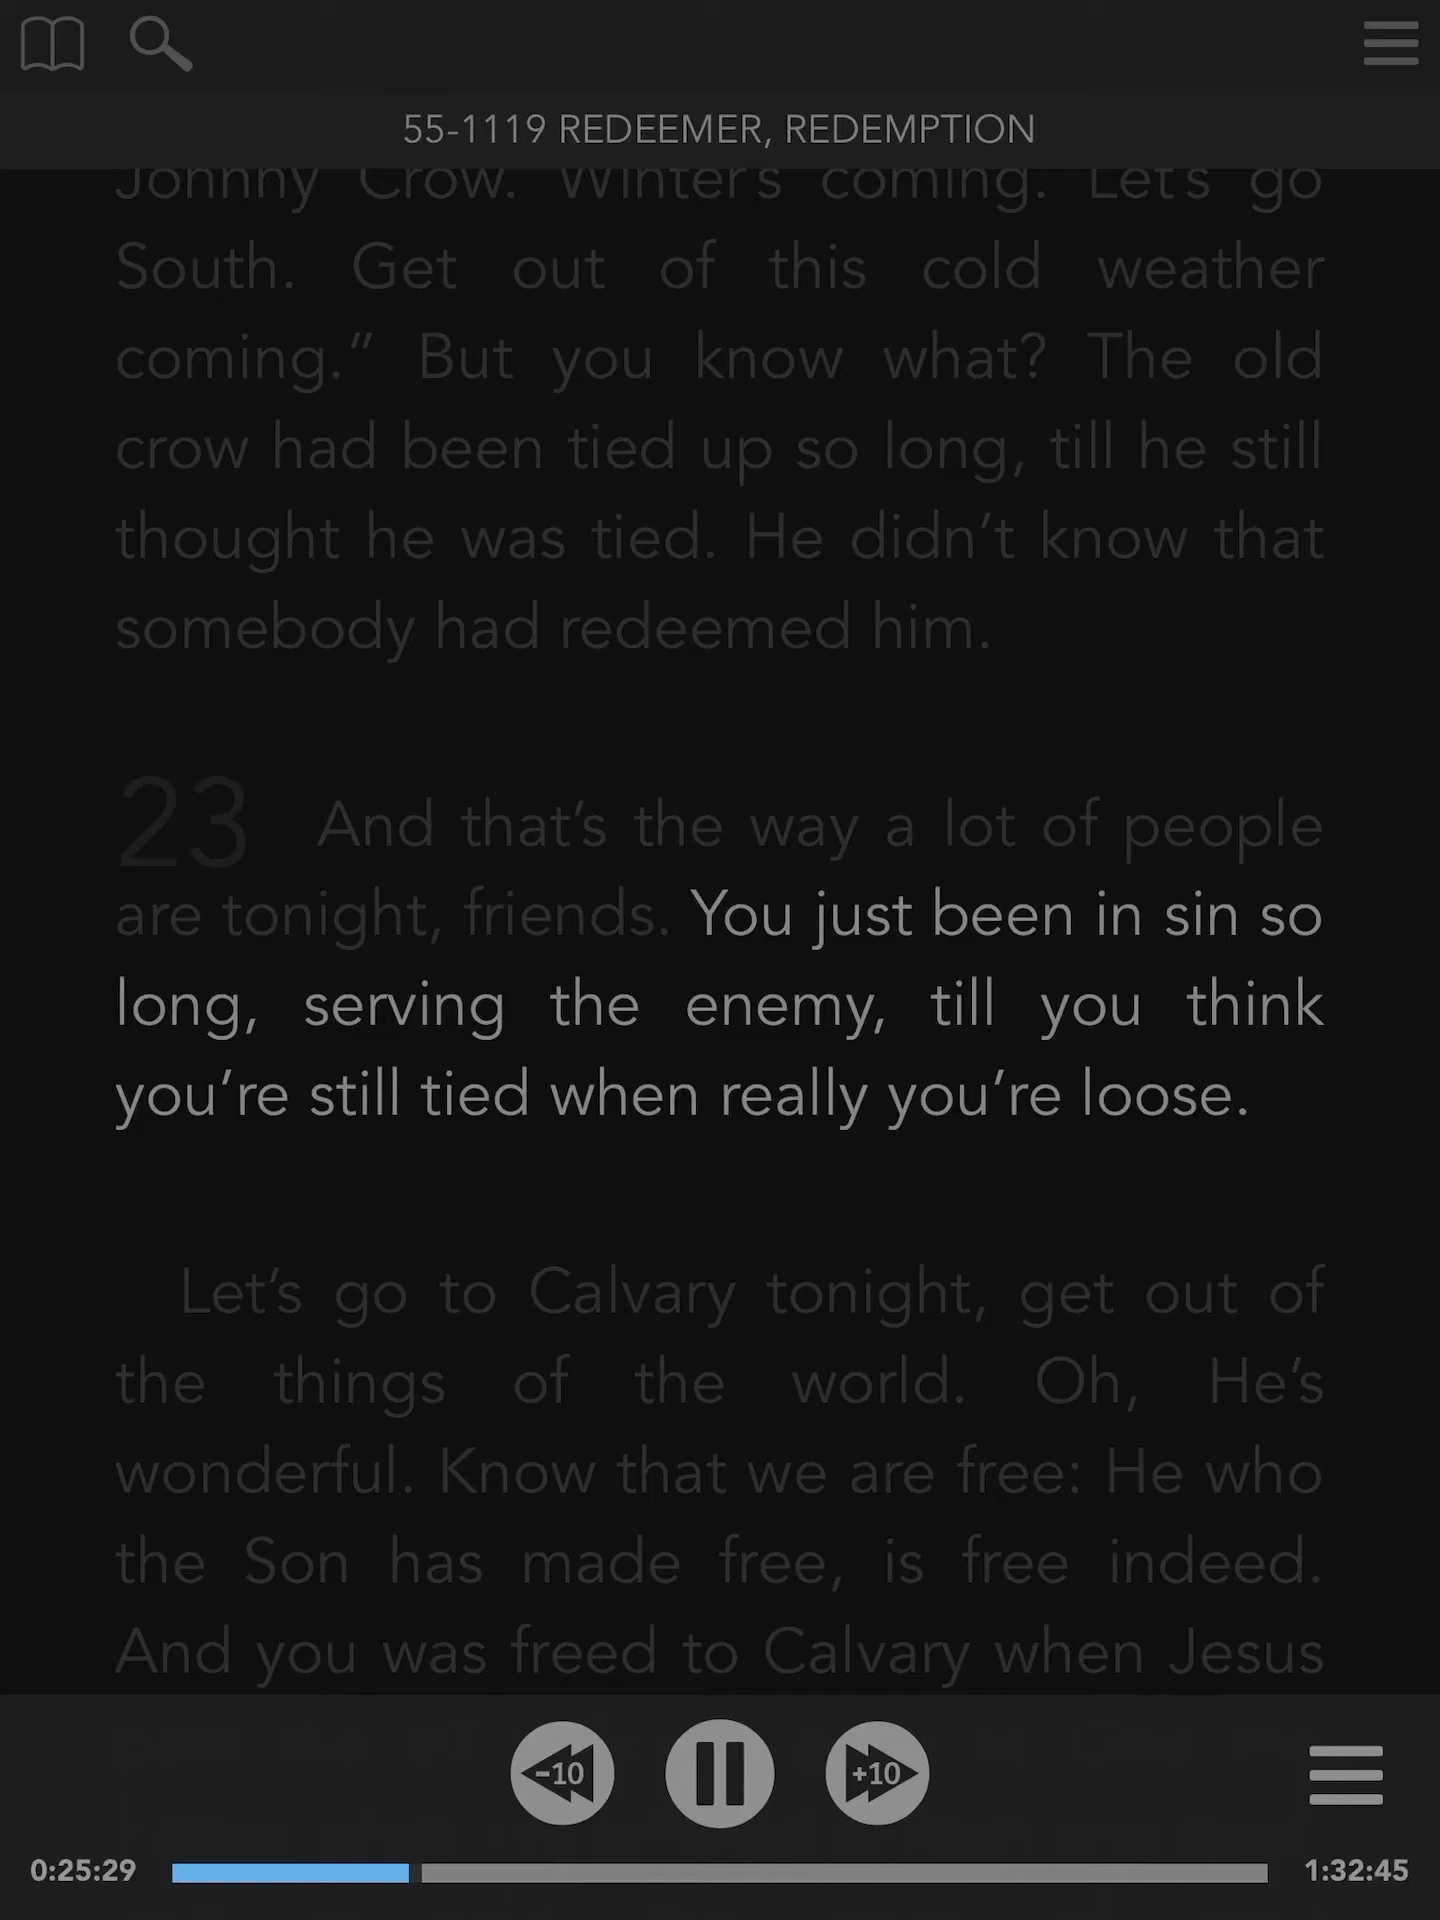 55-1119 REDEEMER, REDEMPTION
Johnny Crow. Winter's coming. Let's go
South. Get out of this cold weather
coming.” But you know what? The old
crow had been tied up so long, till he still
thought he was tied. He didn’t know that
somebody had redeemed him.
23 And that’s the way a lot of people
are tonight, friends. You just been in sin so
long, serving the enemy, till you think
you’re still tied when really you’re loose.
Let’s go to Calvary tonight, get out of
the things of the world. Oh, He’s
wonderful. Know that we are free: He who
the Son has made free, is free indeed.
And you was freed to Calvary when Jesus
-10 +10
0:25:29 1:32:45